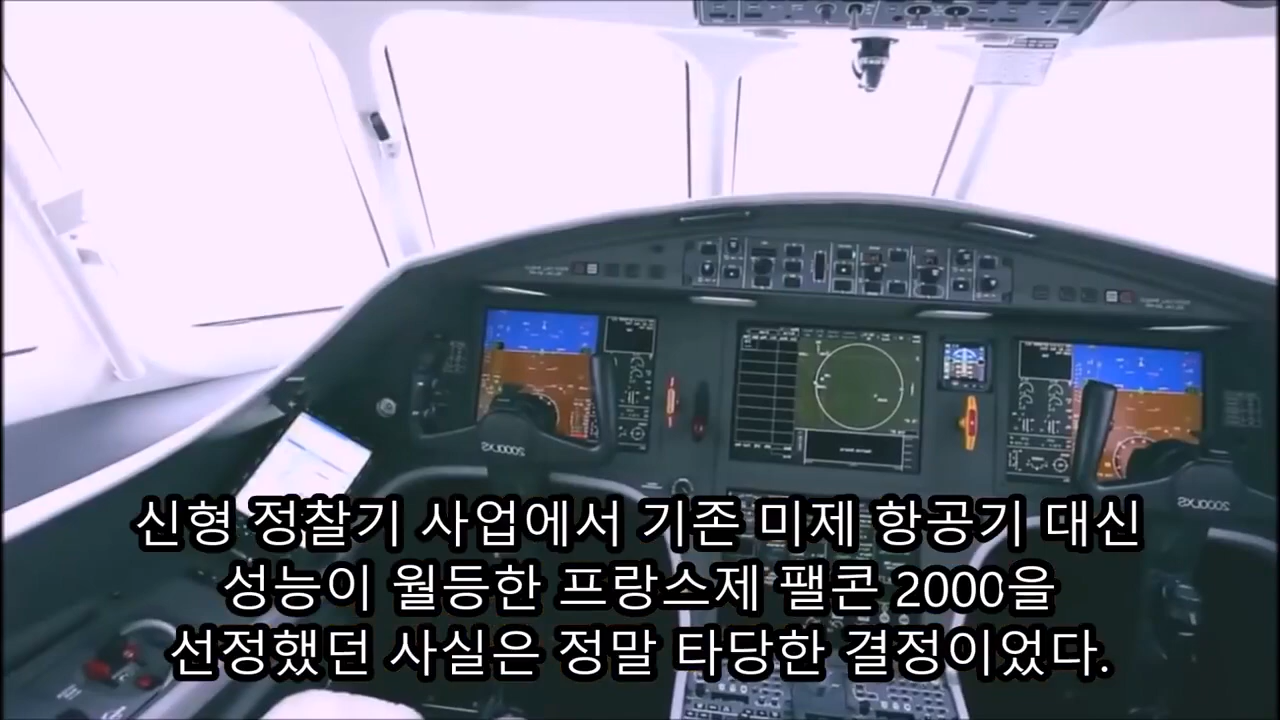 신형 정찰기 사업에서 기존 미제 항공기 대신
성능이 월등한 프랑스제 팰콘 2000을
선정했던 사실은 정말 타당한 결정이었다.
2000LXS
2000LXS